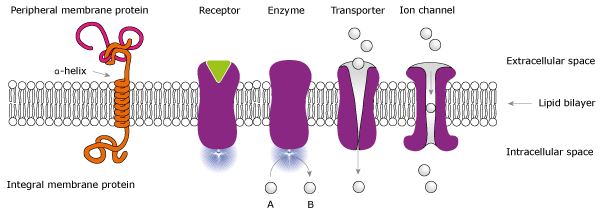 Peripheral membrane protein
Receptor
Enzyme
Transporter
Ion channel
α-helix
Extracellular space
Lipid bilayer
Intracellular space
Integral membrane protein
A
B